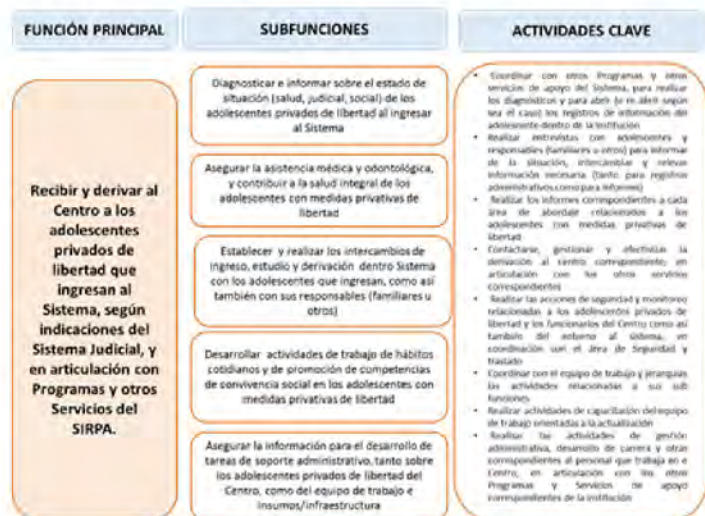 FUNCIÓN PRINCIPAL
SUBFUNCIONES
ACTIVIDADES CLAVE
Recibir y derivar al
Centro a los
adolescentes
privados de
libertad que
ingresan al
Sistema, según
indicaciones del
Sistema Judicial, y
en articulación con
Programas y otros
Servicios del
SIRPA.
Diagnosticar e informar sobre el estado de
situación (salud, judicial, social) de los
adolescentes privados de libertad al ingresar
al Sistema
Asegurar la asistencia médica y odontológica,
y contribuir a la salud integral de los
adolescentes con medidas privativas de
libertad
Establecer y realizar los intercambios de
ingreso, estudio y derivación dentro Sistema
con los adolescentes que ingresan, como así
también con sus responsables (familiares u
otros)
Desarrollar actividades de trabajo de hábitos
cotidianos y de promoción de competencias
de convivencia social en los adolescentes con
medidas privativas de libertad
Asegurar la información para el desarrollo de
tareas de soporte administrativo, tanto sobre
los adolescentes privados de libertad del
Centro, como del equipo de trabajo e
insumos/infraestructura
• Coordinar con otros Programas y otros
servicios de apoyo del Sistema, para realizar
los diagnósticos y para abrir (o re abrir según
sea el caso) los registros de información del
adolescente dentro de la institución
• Realizar entrevistas con adolescentes y
responsables (familiares u otros) para informar
de la situación, intercambiar y relevar
información necesaria (tanto para registros
administrativos como para informes)
• Realizar los informes correspondientes a cada
área de abordaje relacionados a los
adolescentes con medidas privativas de
libertad
• Contactarse, gestionar y efectivizar la
derivación al centro correspondiente, en
articulación con los otros servicios
correspondientes
• Realizar las acciones de seguridad y monitoreo
relacionadas a los adolescentes privados de
libertad y los funcionarios del Centro como así
también del entorno al sistema, en
coordinación con el área de Seguridad y
traslado
• Coordinar con el equipo de trabajo y jerarquías
las actividades relacionadas a sus sub
funciones
• Realizar actividades de capacitación del equipo
de trabajo orientadas a la actualización
• Realizar las actividades de gestión
administrativa, desarrollo de carrera y otras
correspondientes al personal que trabaja en e
Centro, en articulación con los otros
Programas y Servicios de apoyo
correspondientes de la institución